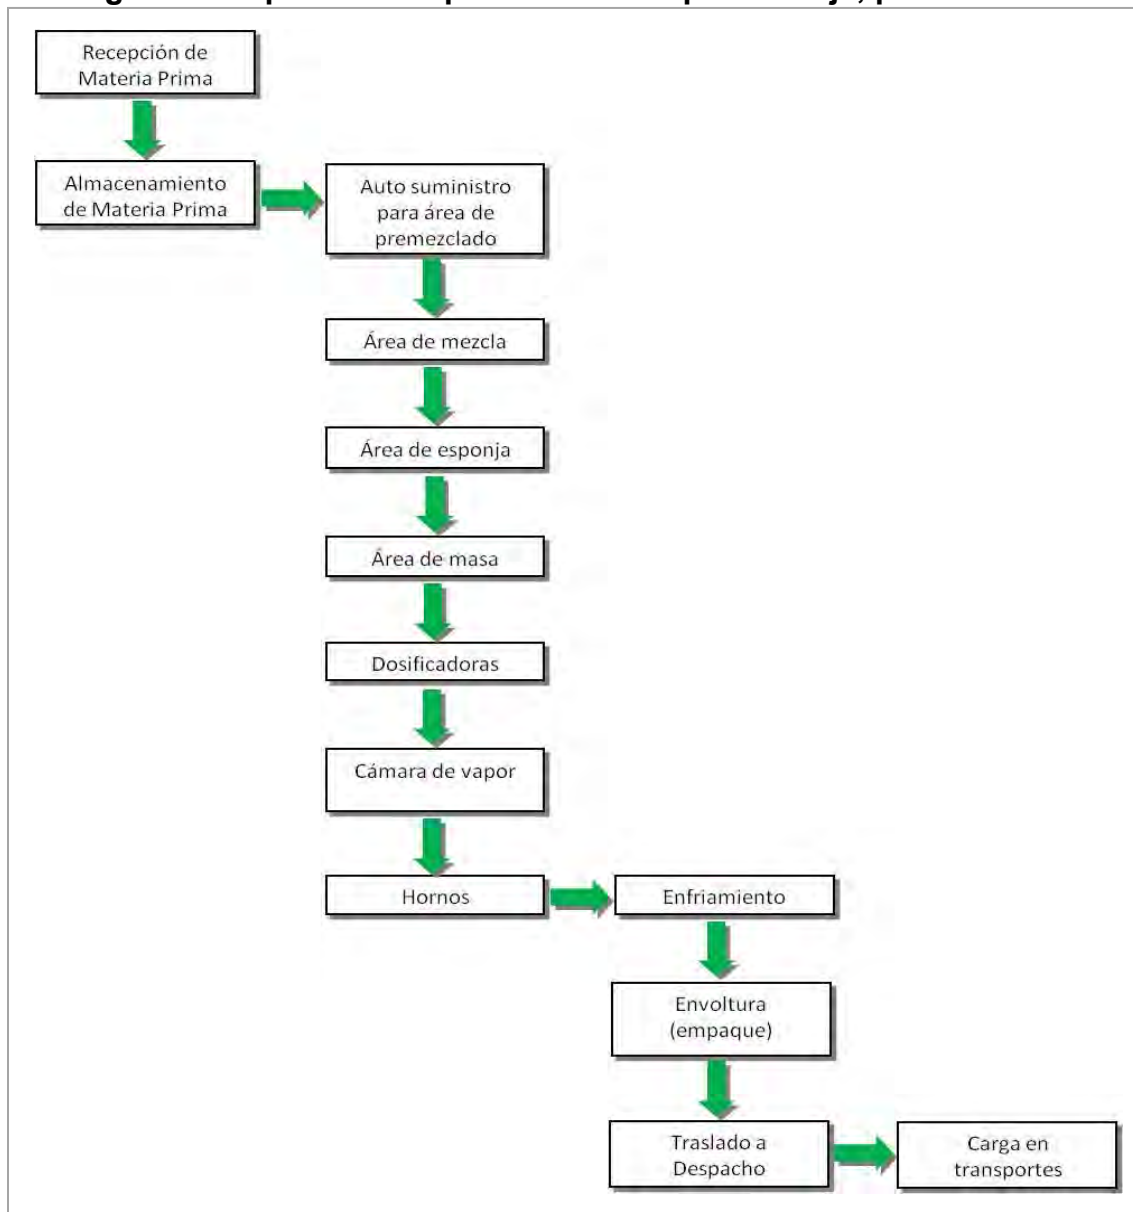 Recepción de
Materia Prima
Almacenamiento
de Materia Prima
Auto suministro
para área de
premezclado
Área de mezcla
Área de esponja
Área de masa
Dosificadoras
Cámara de vapor
Hornos
Enfriamiento
Envoltura
(empaque)
Traslado a
Despacho
Carga en
transportes